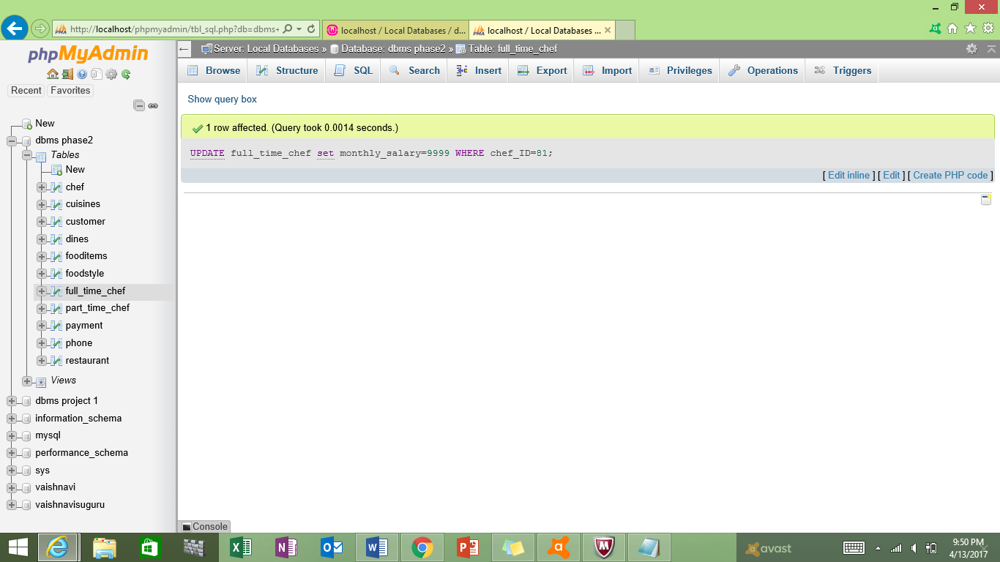 http://localhost/phpmyadmin/tbl_sql.php?db=dbms+
localhost / Local Databases / d...
localhost / Local Databases ...
phpMyAdmin
Recent
Favorites
New
dbms phase2
Tables
New
chef
cuisines
customer
dines
fooditems
foodstyle
full_time_chef
part_time_chef
payment
phone
restaurant
Views
dbms project 1
information_schema
mysql
performance_schema
sys
vaishnavi
vaishnavisuguru
Server: Local Databases » Database: dbms phase2 » Table: full_time_chef
Browse Structure SQL Search Insert Export Import Privileges Operations Triggers
Show query box
1 row affected. (Query took 0.0014 seconds.)
UPDATE full_time_chef set monthly_salary=9999 WHERE chef_ID=81;
[ Edit inline ] [ Edit ] [ Create PHP code ]
Console
avast
9:50 PM
4/13/2017